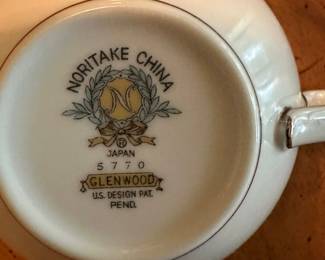 NORITAKE CHINA
N
®
JAPAN
5770
GLENWOOD
U.S. DESIGN PAT.
PEND.